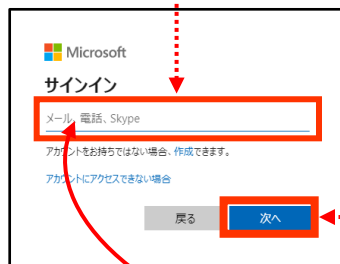 Microsoft
サインイン
メール、電話、Skype
アカウントをお持ちではない場合、作成できます。
アカウントにアクセスできない場合
戻る
次へ